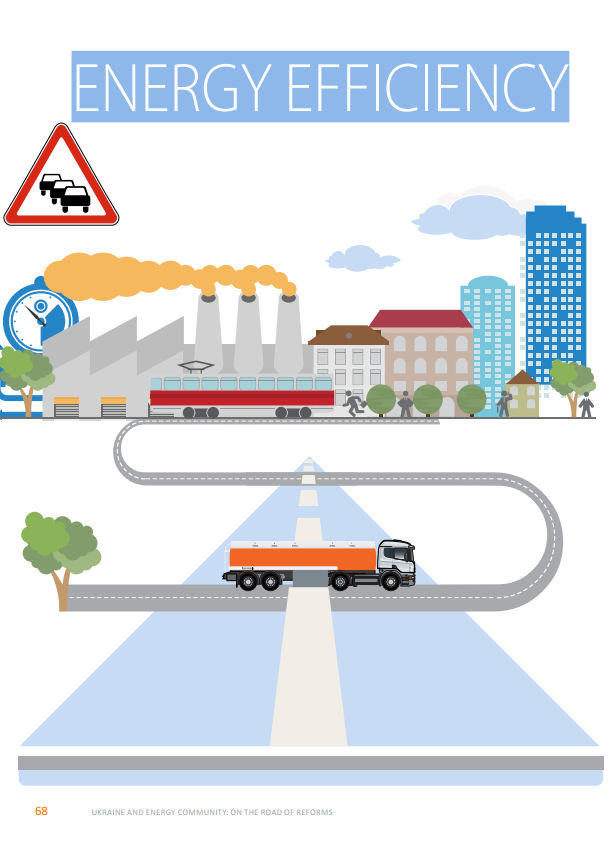 ENERGY EFFICIENCY
68 UKRAINE AND ENERGY COMMUNITY: ON THE ROAD OF REFORMS